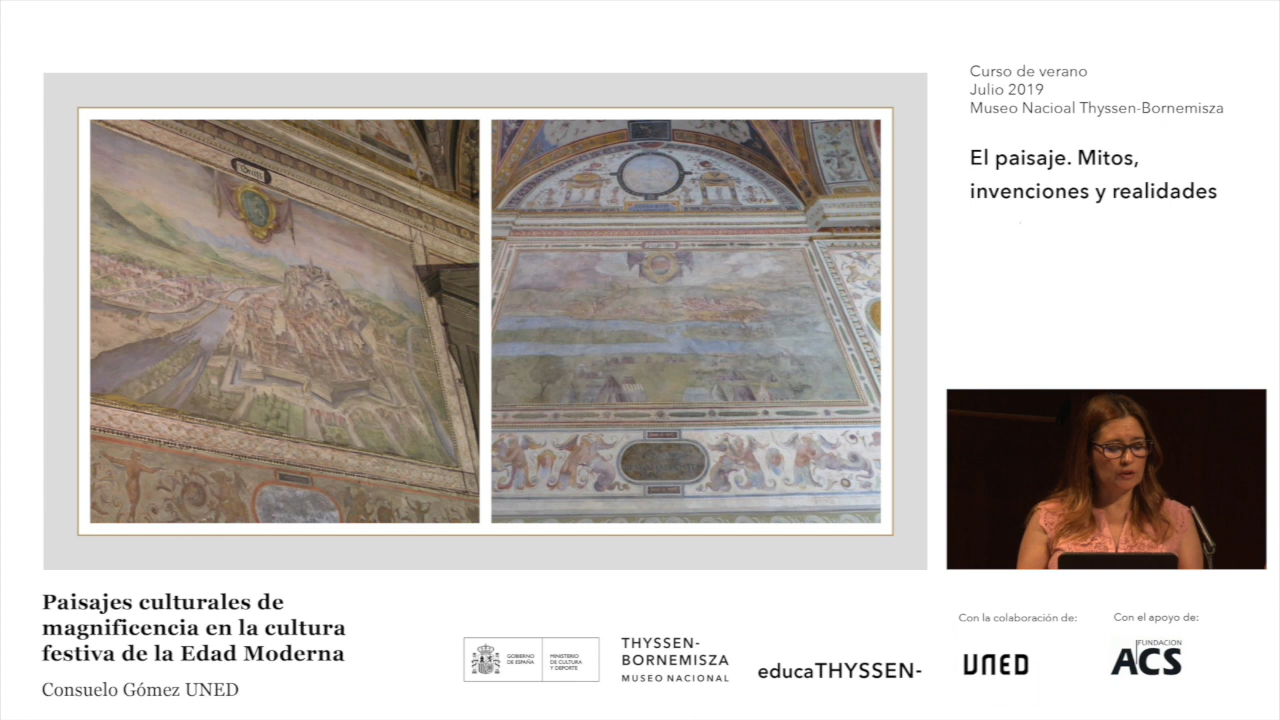 Curso de verano
Julio 2019
Museo Nacioal Thyssen-Bornemisza
El paisaje. Mitos,
invenciones y realidades
Paisajes culturales de
magnificencia en la cultura
festiva de la Edad Moderna
Consuelo Gómez UNED
GOBIERNO
DE ESPAÑA
MINISTERIO
DE CULTURA
Y DEPORTE
THYSSEN-
BORNEMISZA
MUSEO NACIONAL
educaTHYSSEN-
Con la colaboración de:
UNED
Con el apoyo de:
FUNDACION
ACS